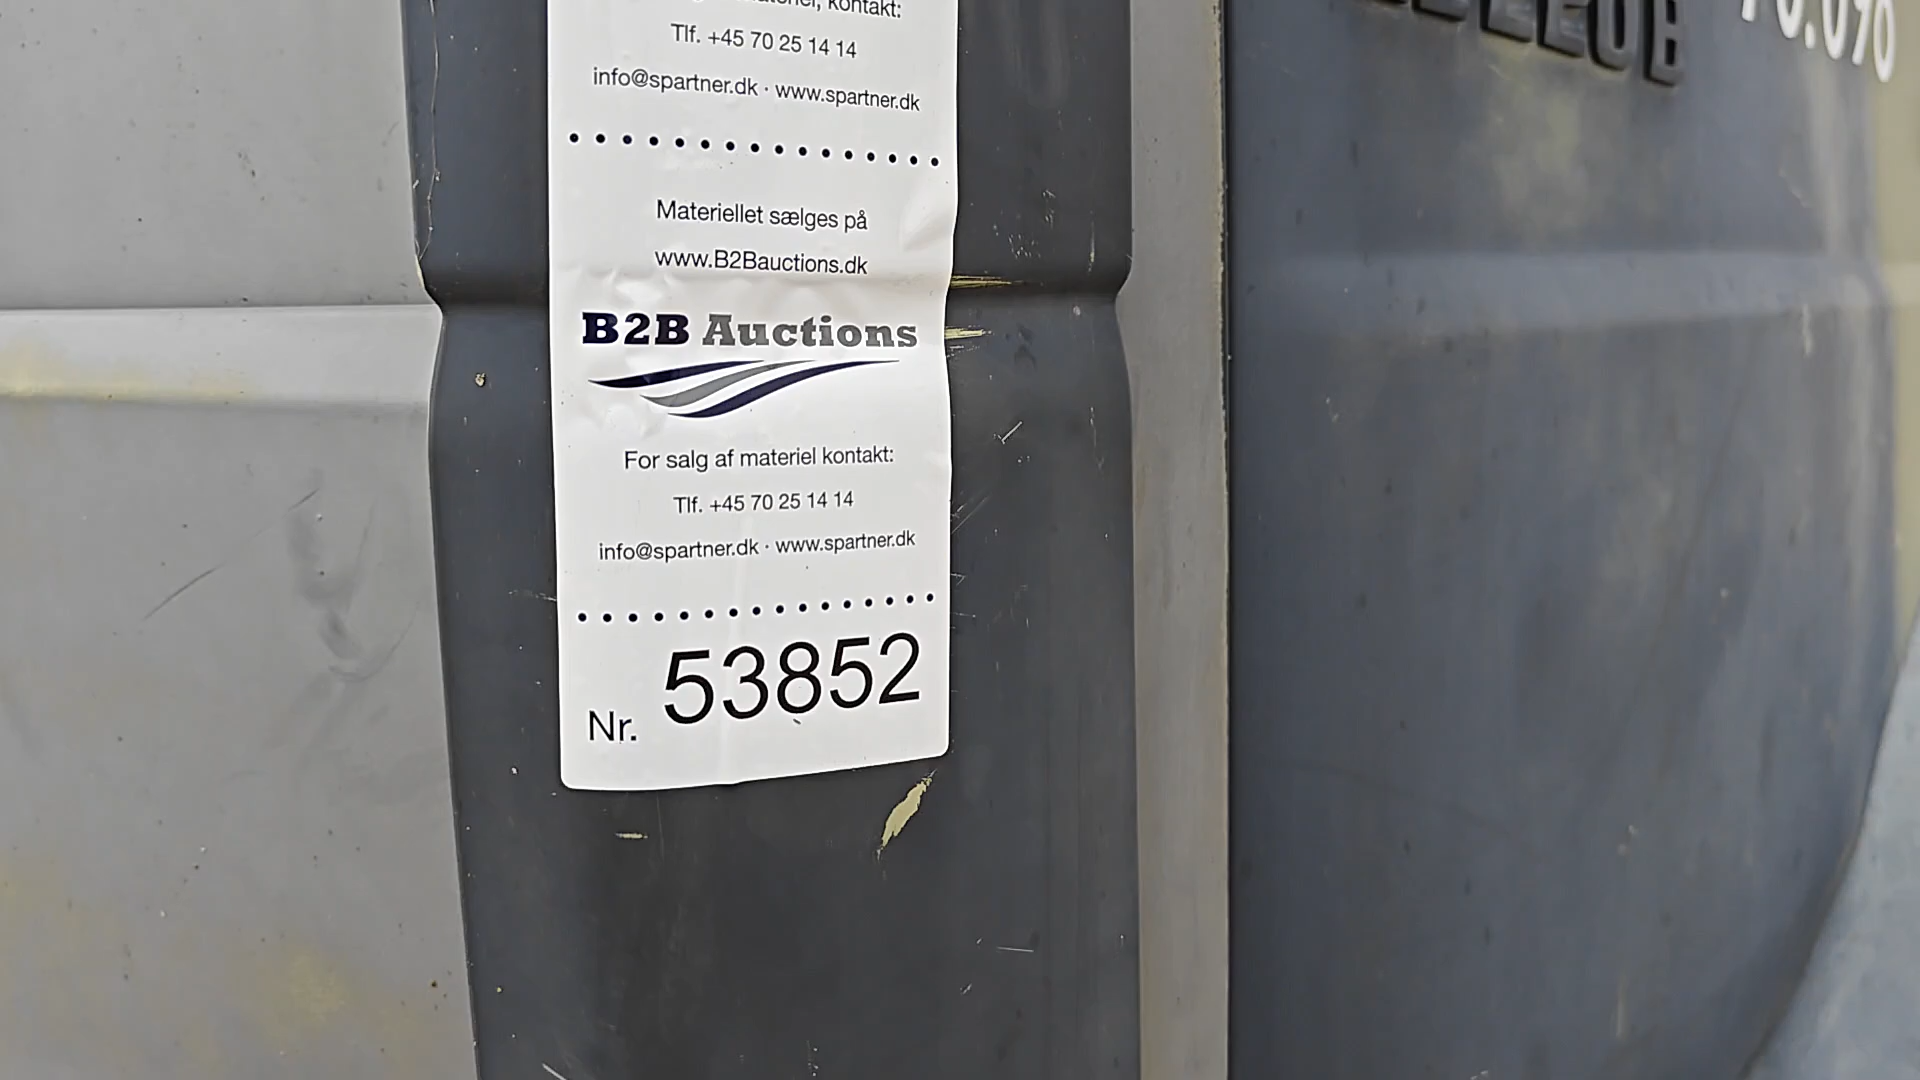 materiel, kontakt:
Tlf. +45 70 25 14 14
info@spartner.dk · www.spartner.dk
Materiellet sælges på
www.B2Bauctions.dk
B2B Auctions
For salg af materiel kontakt:
Tlf. +45 70 25 14 14
info@spartner.dk · www.spartner.dk
Nr. 53852